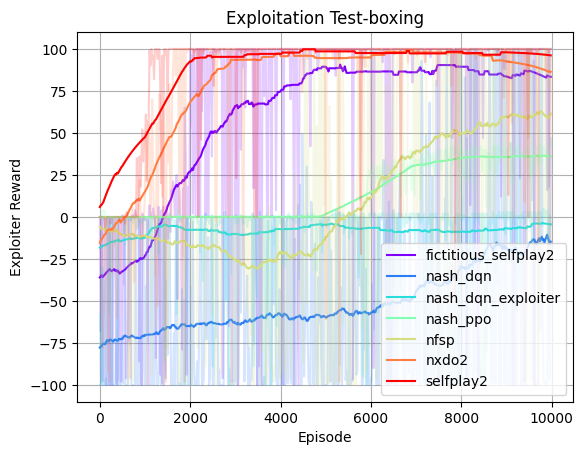 Exploitation Test-boxing
Exploiter Reward
100
75
50
25
0
−25
−50
−75
−100
0
2000
4000
6000
8000
10000
Episode
fictitious_selfplay2
nash_dqn
nash_dqn_exploiter
nash_ppo
nfsp
nxdo2
selfplay2